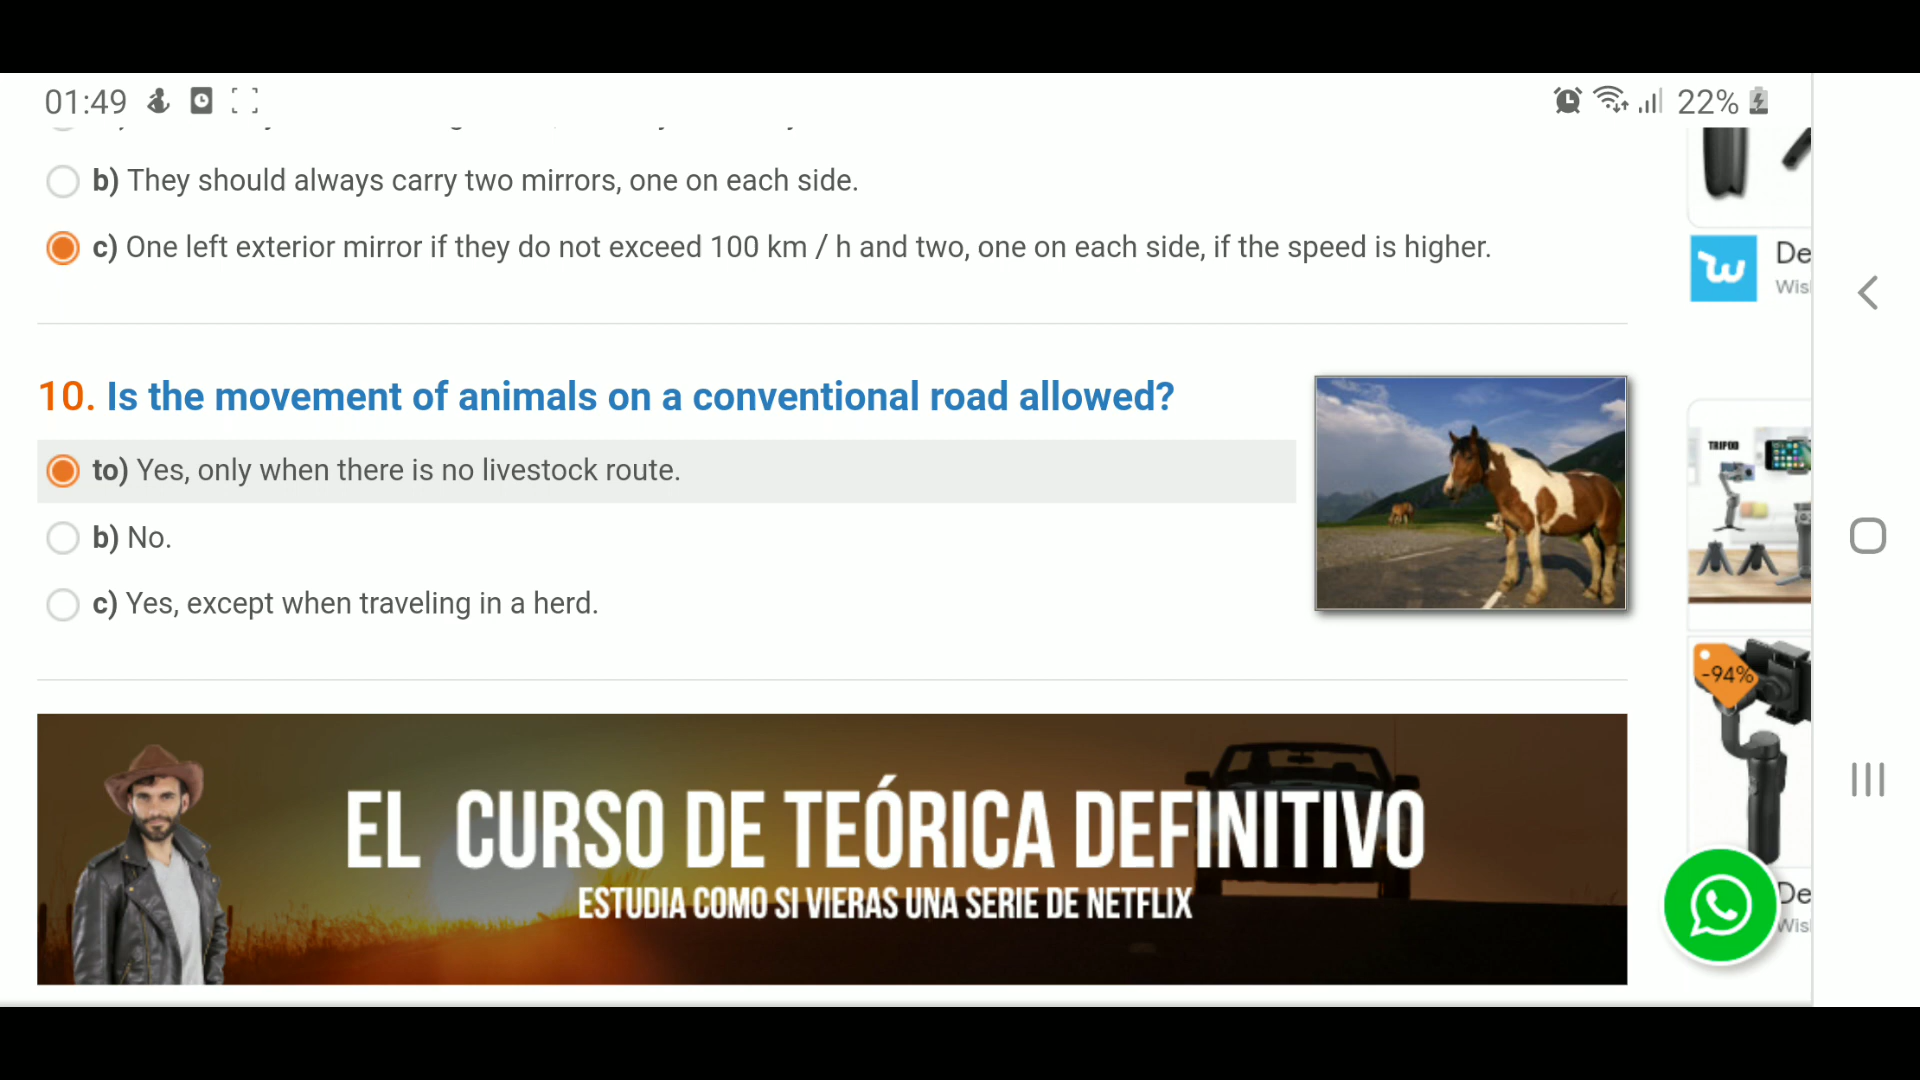 01:49
22%
b) They should always carry two mirrors, one on each side.
c) One left exterior mirror if they do not exceed 100 km / h and two, one on each side, if the speed is higher.
De
Wis
10. Is the movement of animals on a conventional road allowed?
to) Yes, only when there is no livestock route.
b) No.
c) Yes, except when traveling in a herd.
TRIPOD
-94%
EL CURSO DE TEÓRICA DEFINITIVO
ESTUDIA COMO SI VIERAS UNA SERIE DE NETFLIX
De
Wis